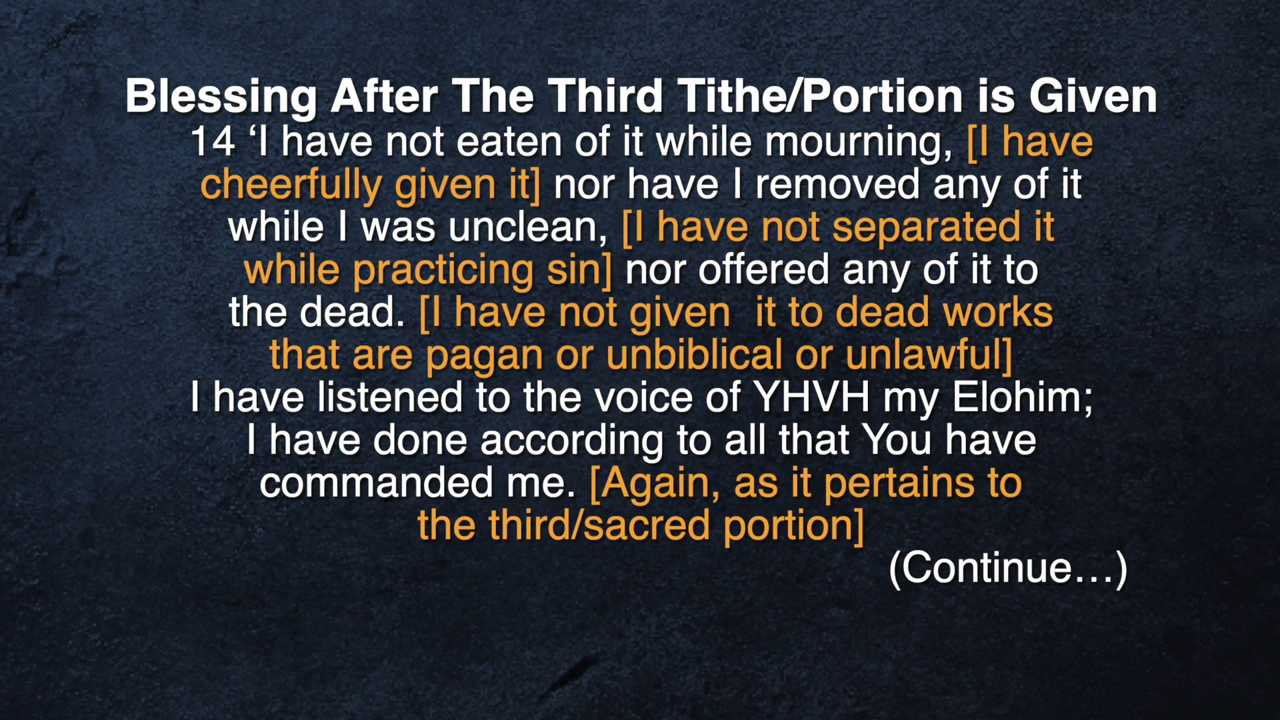 Blessing After The Third Tithe/Portion is Given
14 ‘I have not eaten of it while mourning, [I have
cheerfully given it] nor have I removed any of it
while I was unclean, [I have not separated it
while practicing sin] nor offered any of it to
the dead. [I have not given  it to dead works
that are pagan or unbiblical or unlawful]
I have listened to the voice of YHVH my Elohim;
I have done according to all that You have
commanded me. [Again, as it pertains to
the third/sacred portion]
(Continue…)